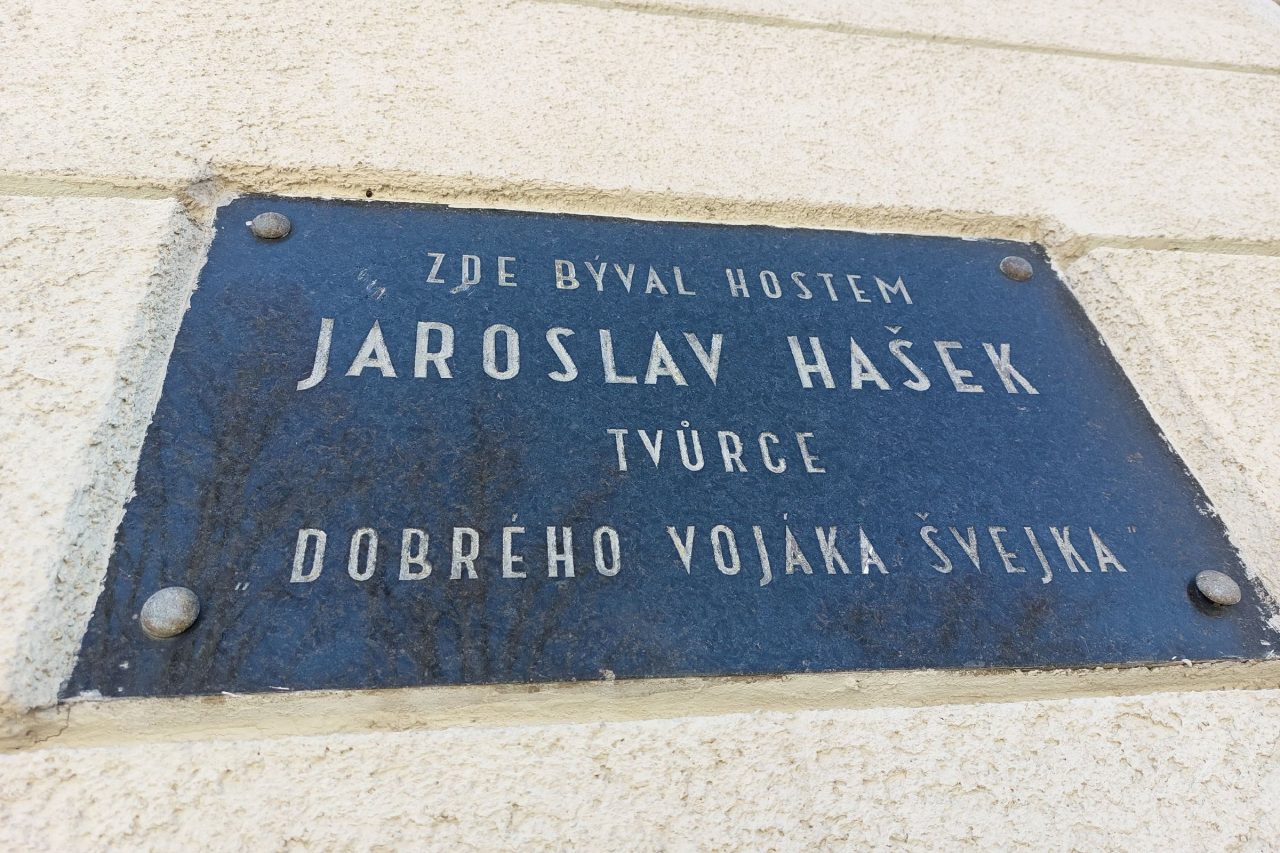 ZDE BÝVAL HOSTEM
JAROSLAV HAŠEK
TVŮRCE
„DOBRÉHO VOJÁKA ŠVEJKA"